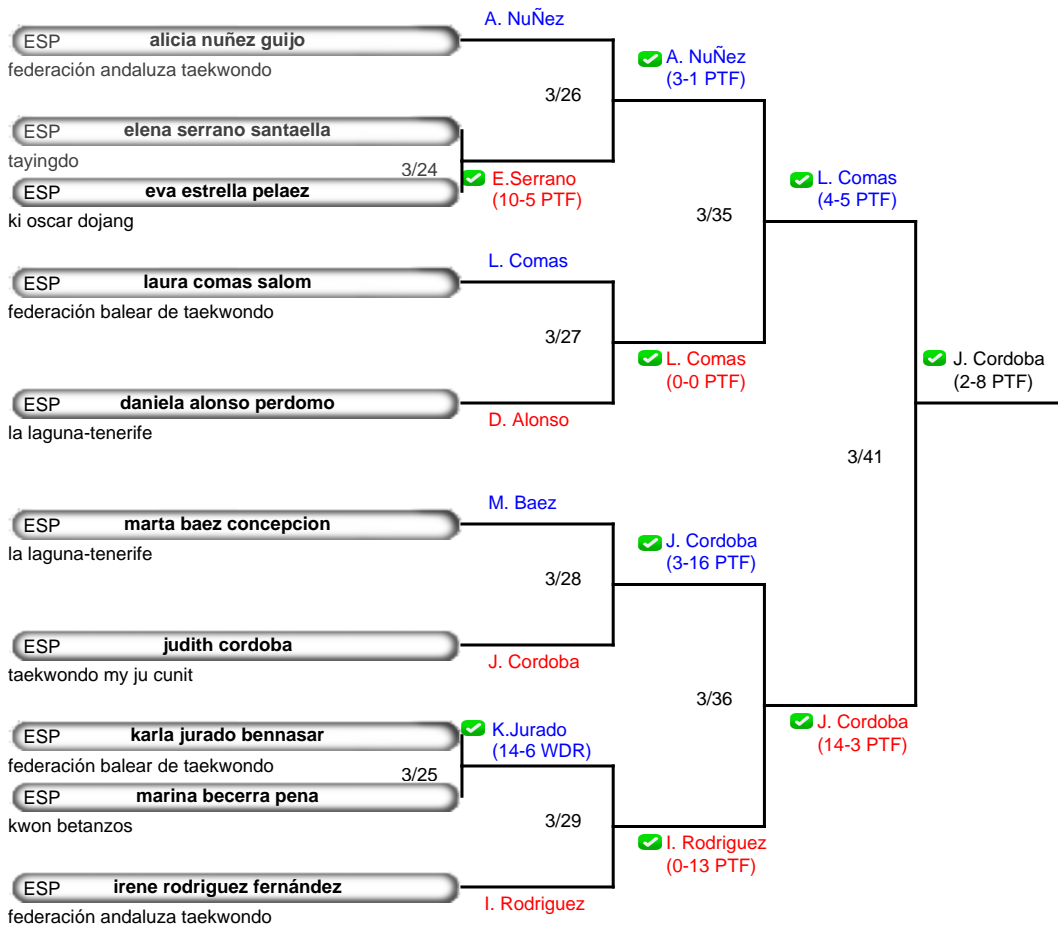 A. NuÑez
ESP alicia nuñez guijo
federación andaluza taekwondo
A. NuÑez
(3-1 PTF)
3/26
ESP elena serrano santaella
tayingdo
3/24
E.Serrano
(10-5 PTF)
ESP eva estrella pelaez
ki oscar dojang
L. Comas
(4-5 PTF)
3/35
L. Comas
ESP laura comas salom
federación balear de taekwondo
3/27
L. Comas
(0-0 PTF)
J. Cordoba
(2-8 PTF)
ESP daniela alonso perdomo
D. Alonso
la laguna-tenerife
3/41
M. Baez
ESP marta baez concepcion
la laguna-tenerife
J. Cordoba
(3-16 PTF)
3/28
ESP judith cordoba
J. Cordoba
taekwondo my ju cunit
3/36
J. Cordoba
(14-3 PTF)
ESP karla jurado bennasar
K.Jurado
(14-6 WDR)
federación balear de taekwondo
3/25
ESP marina becerra pena
kwon betanzos
3/29
I. Rodriguez
(0-13 PTF)
ESP irene rodriguez fernández
I. Rodriguez
federación andaluza taekwondo